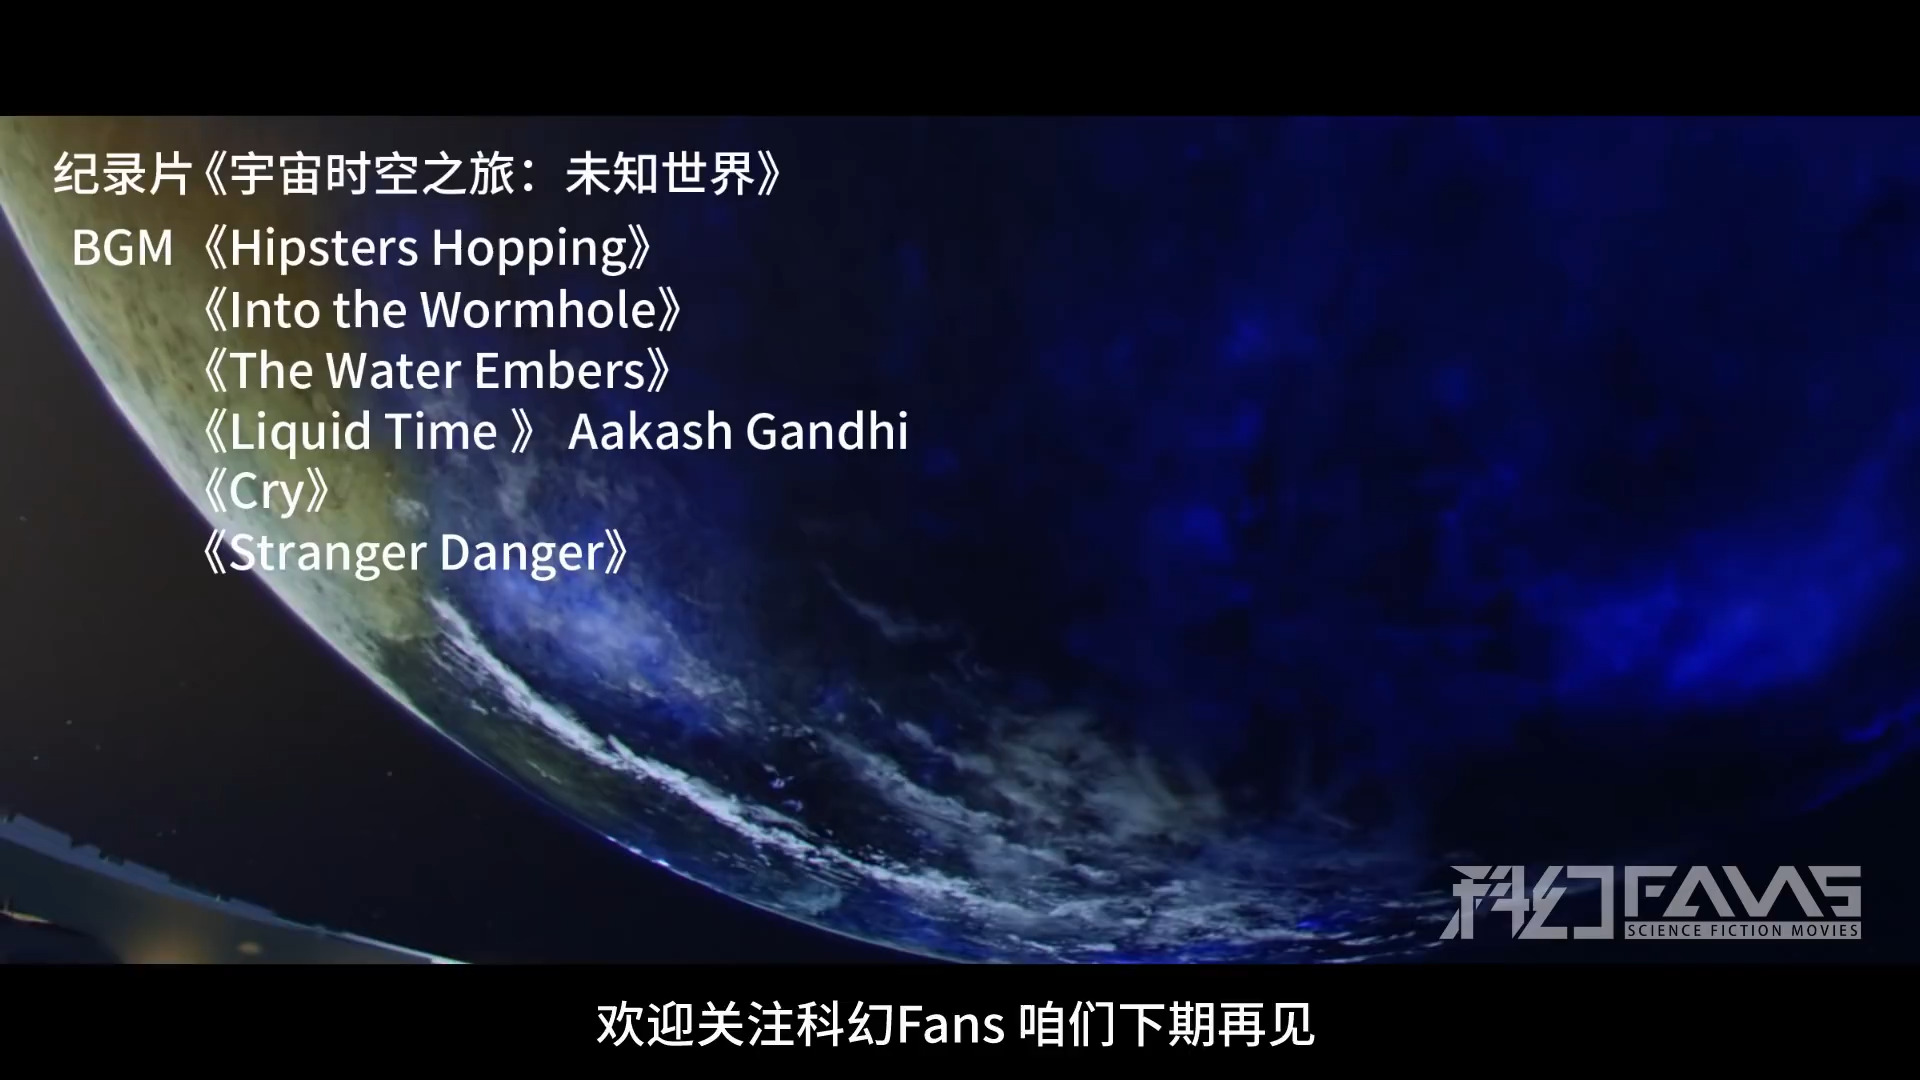 纪录片《宇宙时空之旅：未知世界》
BGM 《Hipsters Hopping》
《Into the Wormhole》
《The Water Embers》
《Liquid Time 》 Aakash Gandhi
《Cry》
《Stranger Danger》
科幻FANS
SCIENCE FICTION MOVIES
欢迎关注科幻Fans 咱们下期再见